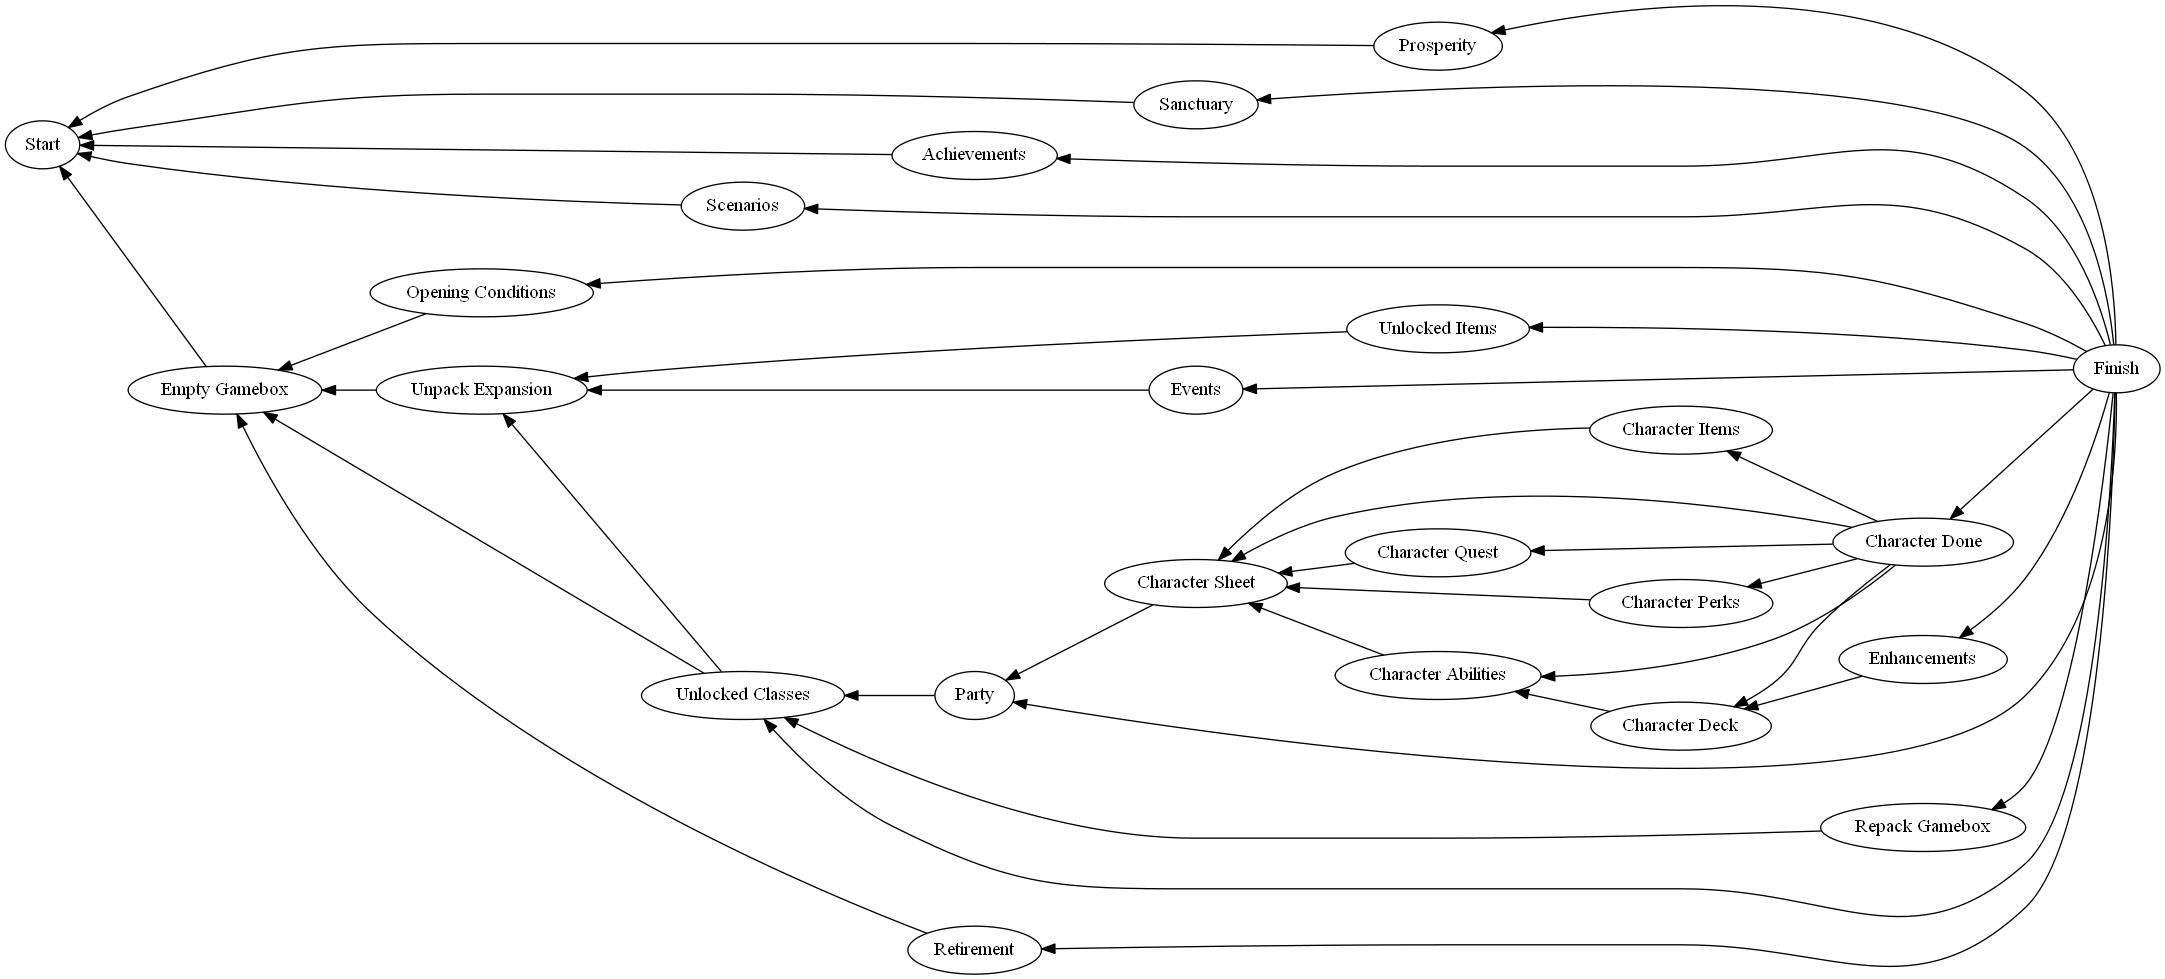 Prosperity
Sanctuary
Start
Achievements
Scenarios
Opening Conditions
Unlocked Items
Finish
Empty Gamebox
Unpack Expansion
Events
Character Items
Character Done
Character Quest
Character Sheet
Character Perks
Enhancements
Character Abilities
Unlocked Classes
Party
Character Deck
Repack Gamebox
Retirement